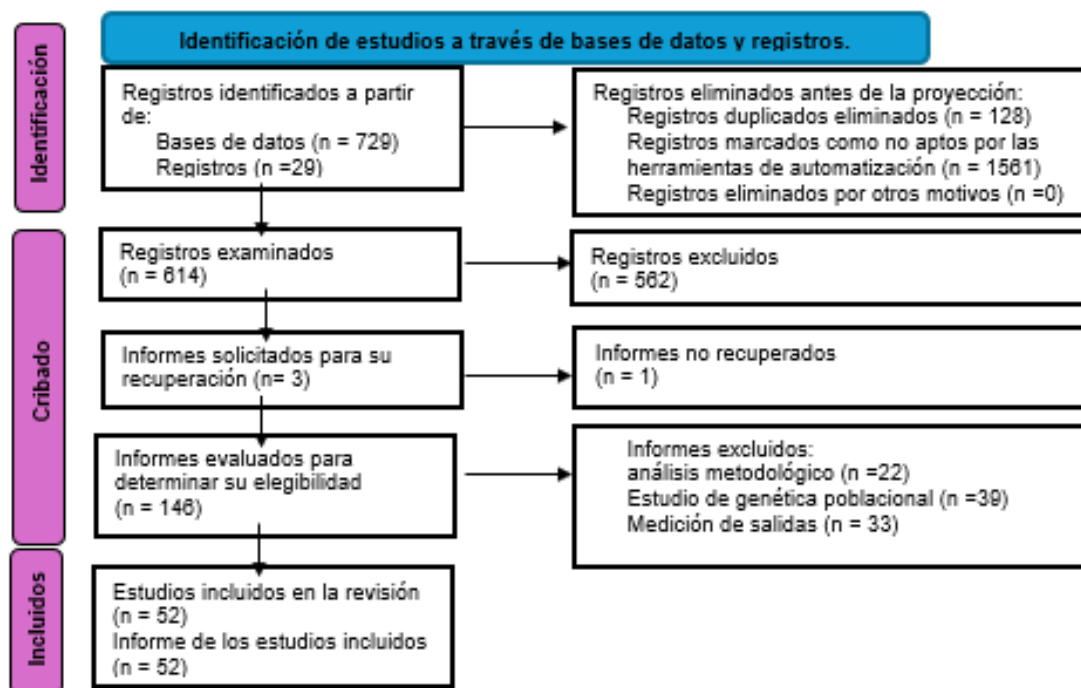 Identificación de estudios a través de bases de datos y registros.
Identificación
Registros identificados a partir
de:
Bases de datos (n = 729)
Registros (n =29)
Registros eliminados antes de la proyección:
Registros duplicados eliminados (n = 128)
Registros marcados como no aptos por las
herramientas de automatización (n = 1561)
Registros eliminados por otros motivos (n =0)
Cribado
Registros examinados
(n = 614)
Registros excluidos
(n = 562)
Informes solicitados para su
recuperación (n= 3)
Informes no recuperados
(n = 1)
Informes evaluados para
determinar su elegibilidad
(n = 146)
Informes excluidos:
análisis metodológico (n =22)
Estudio de genética poblacional (n =39)
Medición de salidas (n = 33)
Incluidos
Estudios incluidos en la revisión
(n = 52)
Informe de los estudios incluidos
(n = 52)